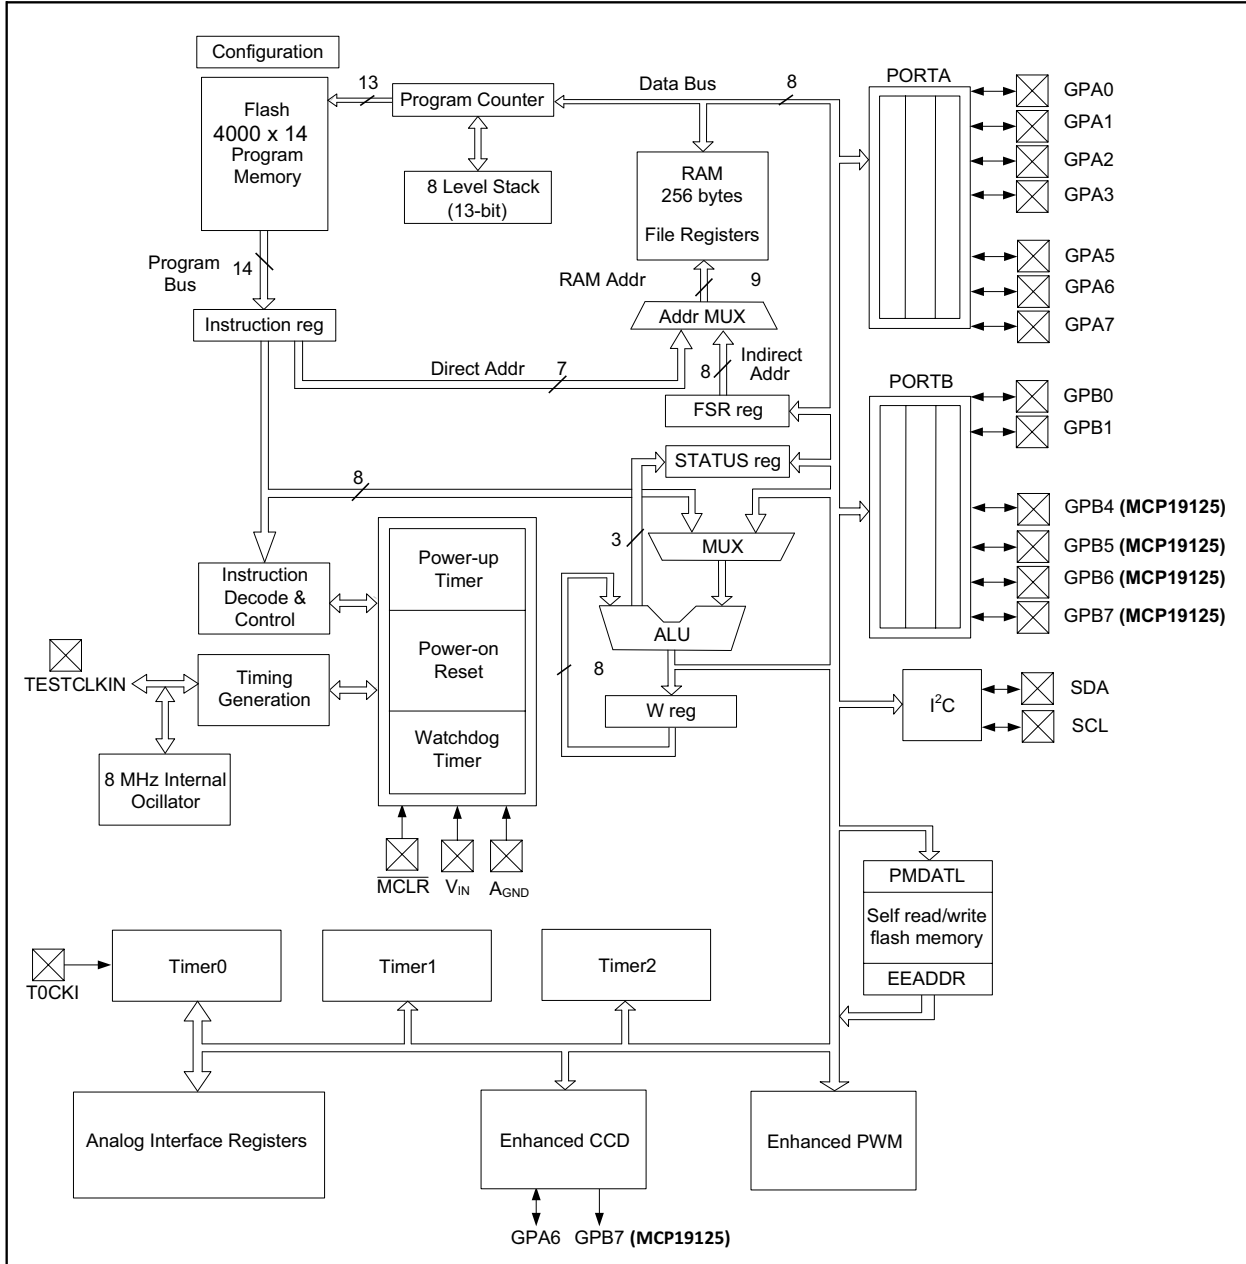 Configuration
Flash
4000 x 14
Program
Memory
13
Program Counter
8 Level Stack
(13-bit)
Data Bus
8
RAM
256 bytes
File Registers
RAM Addr
9
Addr MUX
Program
Bus
14
Instruction reg
Direct Addr
7
8
Indirect
Addr
FSR reg
STATUS reg
8
3
MUX
ALU
8
W reg
Instruction
Decode &
Control
Timing
Generation
TESTCLKIN
8 MHz Internal
Ocillator
Power-up
Timer
Power-on
Reset
Watchdog
Timer
MCLR
VIN
AGND
PORTA
GPA0
GPA1
GPA2
GPA3
GPA5
GPA6
GPA7
PORTB
GPB0
GPB1
GPB4 (MCP19125)
GPB5 (MCP19125)
GPB6 (MCP19125)
GPB7 (MCP19125)
I²C
SDA
SCL
PMDATL
Self read/write
flash memory
EEADDR
T0CKI
Timer0
Timer1
Timer2
Analog Interface Registers
Enhanced CCD
Enhanced PWM
GPA6
GPB7 (MCP19125)